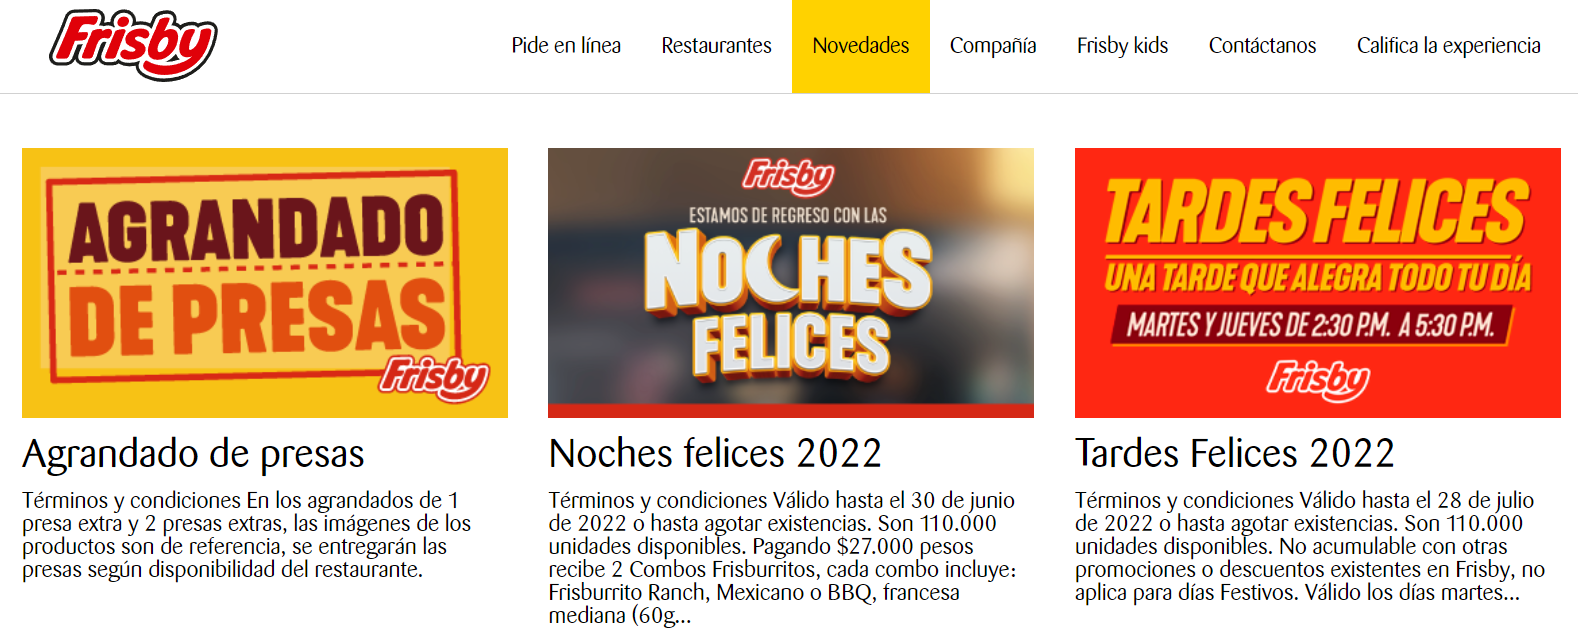 Frisby
Pide en línea
Restaurantes
Novedades
Compañía
Frisby kids
Contáctanos
Califica la experiencia
AGRANDADO
DE PRESAS
Frisby
Agrandado de presas
Términos y condiciones En los agrandados de 1
presa extra y 2 presas extras, las imágenes de los
productos son de referencia, se entregarán las
presas según disponibilidad del restaurante.
Frisby
ESTAMOS DE REGRESO CON LAS
NOCHES
FELICES
Noches felices 2022
Términos y condiciones Válido hasta el 30 de junio
de 2022 o hasta agotar existencias. Son 110.000
unidades disponibles. Pagando $27.000 pesos
recibe 2 Combos Frisburritos, cada combo incluye:
Frisburrito Ranch, Mexicano o BBQ, francesa
mediana (60g...
TARDES FELICES
UNA TARDE QUE ALEGRA TODO TU DÍA
MARTES Y JUEVES DE 2:30 P.M. A 5:30 P.M.
Frisby
Tardes Felices 2022
Términos y condiciones Válido hasta el 28 de julio
de 2022 o hasta agotar existencias. Son 110.000
unidades disponibles. No acumulable con otras
promociones o descuentos existentes en Frisby, no
aplica para días Festivos. Válido los días martes...